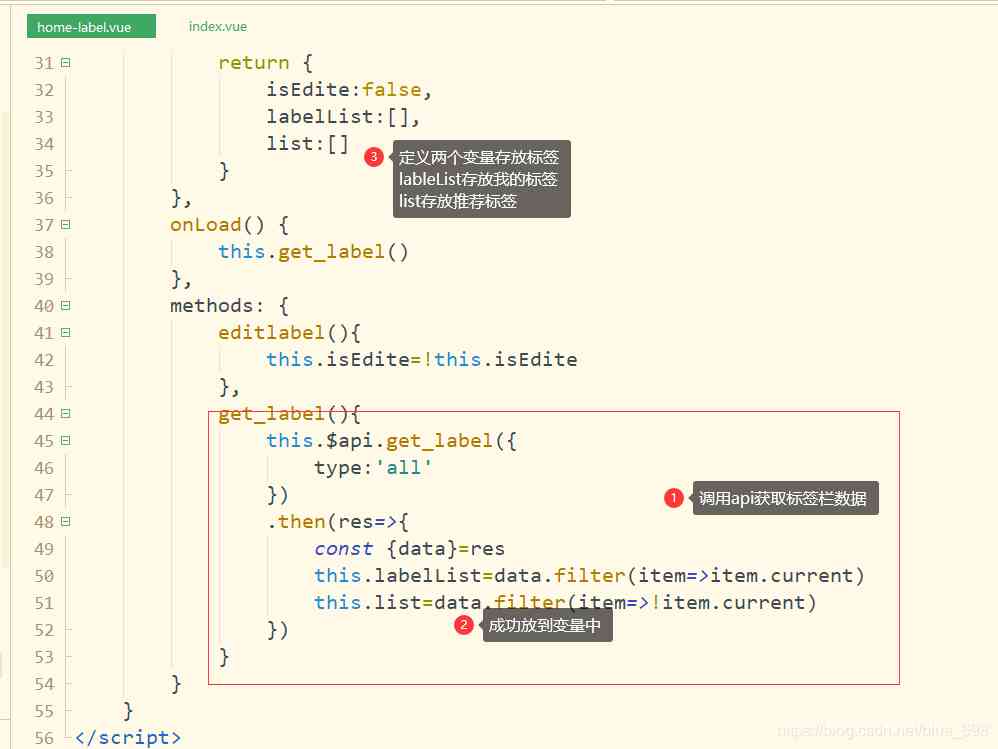 home-label.vue index.vue
31 return {
32 isEdite:false,
33 labelList:[],
34 list:[]
35 }
36 },
37 onLoad() {
38 this.get_label()
39 },
40 methods: {
41 editlabel(){
42 this.isEdite=!this.isEdite
43 },
44 get_label(){
45 this.$api.get_label({
46 type:'all'
47 })
48 .then(res=>{
49 const {data}=res
50 this.labelList=data.filter(item=>item.current)
51 this.list=data.filter(item=>!item.current)
52 })
53 }
54 }
55 }
56 </script>
3 定义两个变量存放标签
lableList存放我的标签
list存放推荐标签
1 调用api获取标签栏数据
2 成功放到变量中
https://blog.csdn.net/blue_698